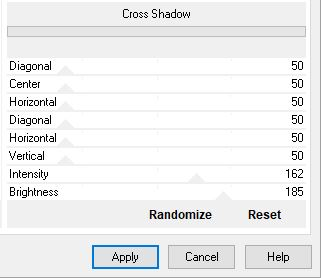 Cross Shadow
Diagonal 50
Center 50
Horizontal 50
Diagonal 50
Horizontal 50
Vertical 50
Intensity 162
Brightness 185
Randomize Reset
Apply Cancel Help